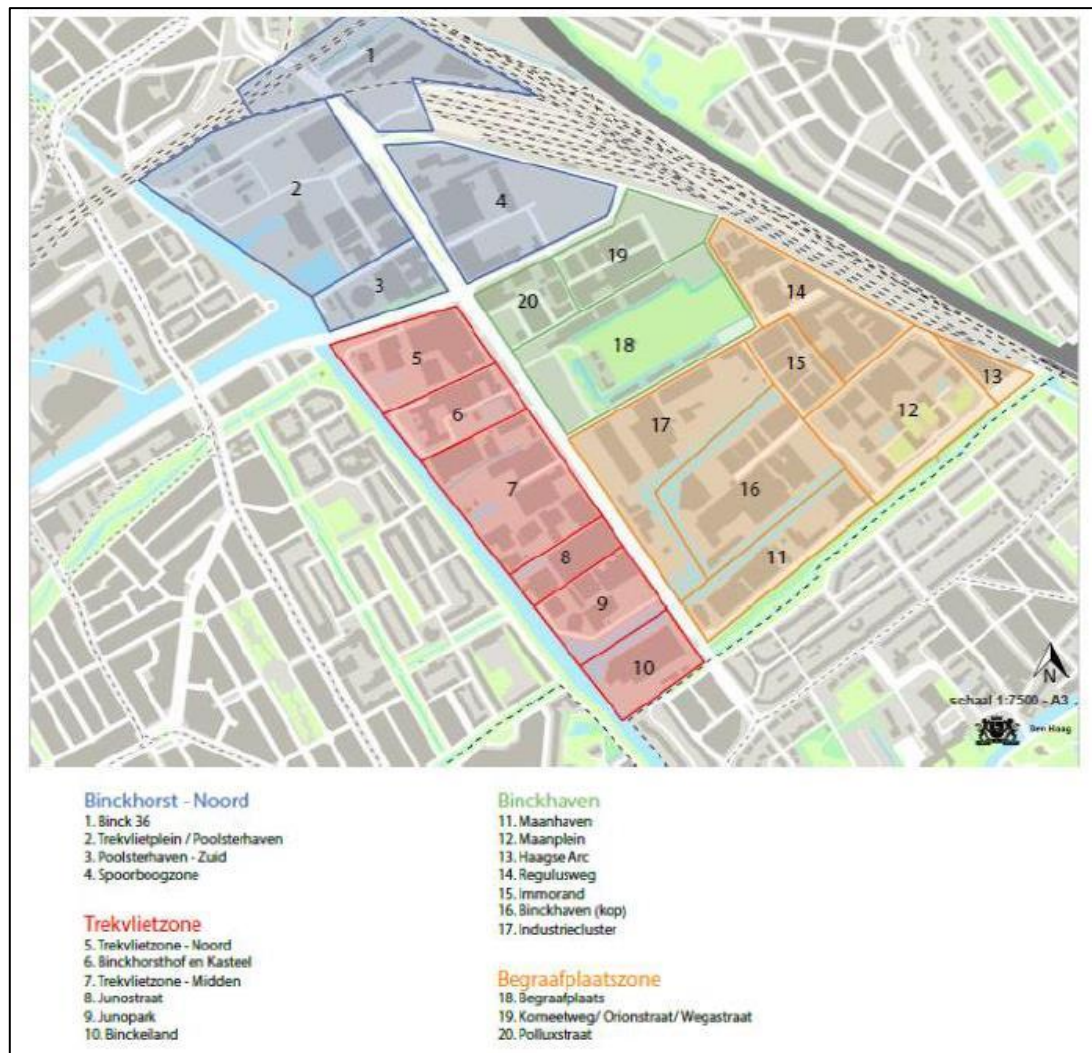 1
2
4
3
19
20
14
18
5
15
13
6
17
12
7
16
8
11
9
10
N
schaal 1:7500 - A3
Den Haag
Binckhorst - Noord
1. Binck 36
2. Trekvlietplein / Poolsterhaven
3. Poolsterhaven - Zuid
4. Spoorboogzone
Trekvlietzone
5. Trekvlietzone - Noord
6. Binckhorsthof en Kasteel
7. Trekvlietzone - Midden
8. Junostraat
9. Junopark
10. Binckeiland
Binckhaven
11. Maanhaven
12. Maanplein
13. Haagse Arc
14. Regulusweg
15. Immorand
16. Binckhaven (kop)
17. Industriecluster
Begraafplaatszone
18. Begraafplaats
19. Komeetweg/ Orionstraat/ Wegastraat
20. Polluxstraat